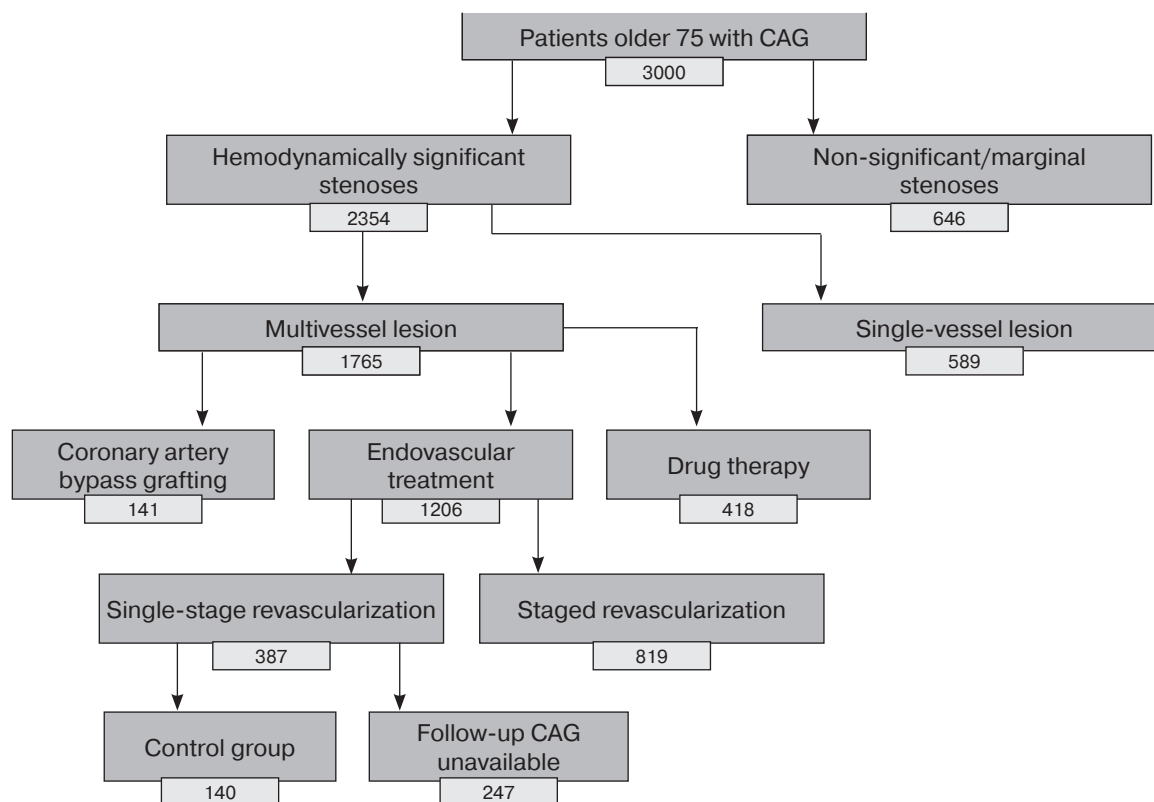 Patients older 75 with CAG
3000
Hemodynamically significant
stenoses
2354
Non-significant/marginal
stenoses
646
Multivessel lesion
1765
Single-vessel lesion
589
Coronary artery
bypass grafting
141
Endovascular
treatment
1206
Drug therapy
418
Single-stage revascularization
387
Staged revascularization
819
Control group
140
Follow-up CAG
unavailable
247